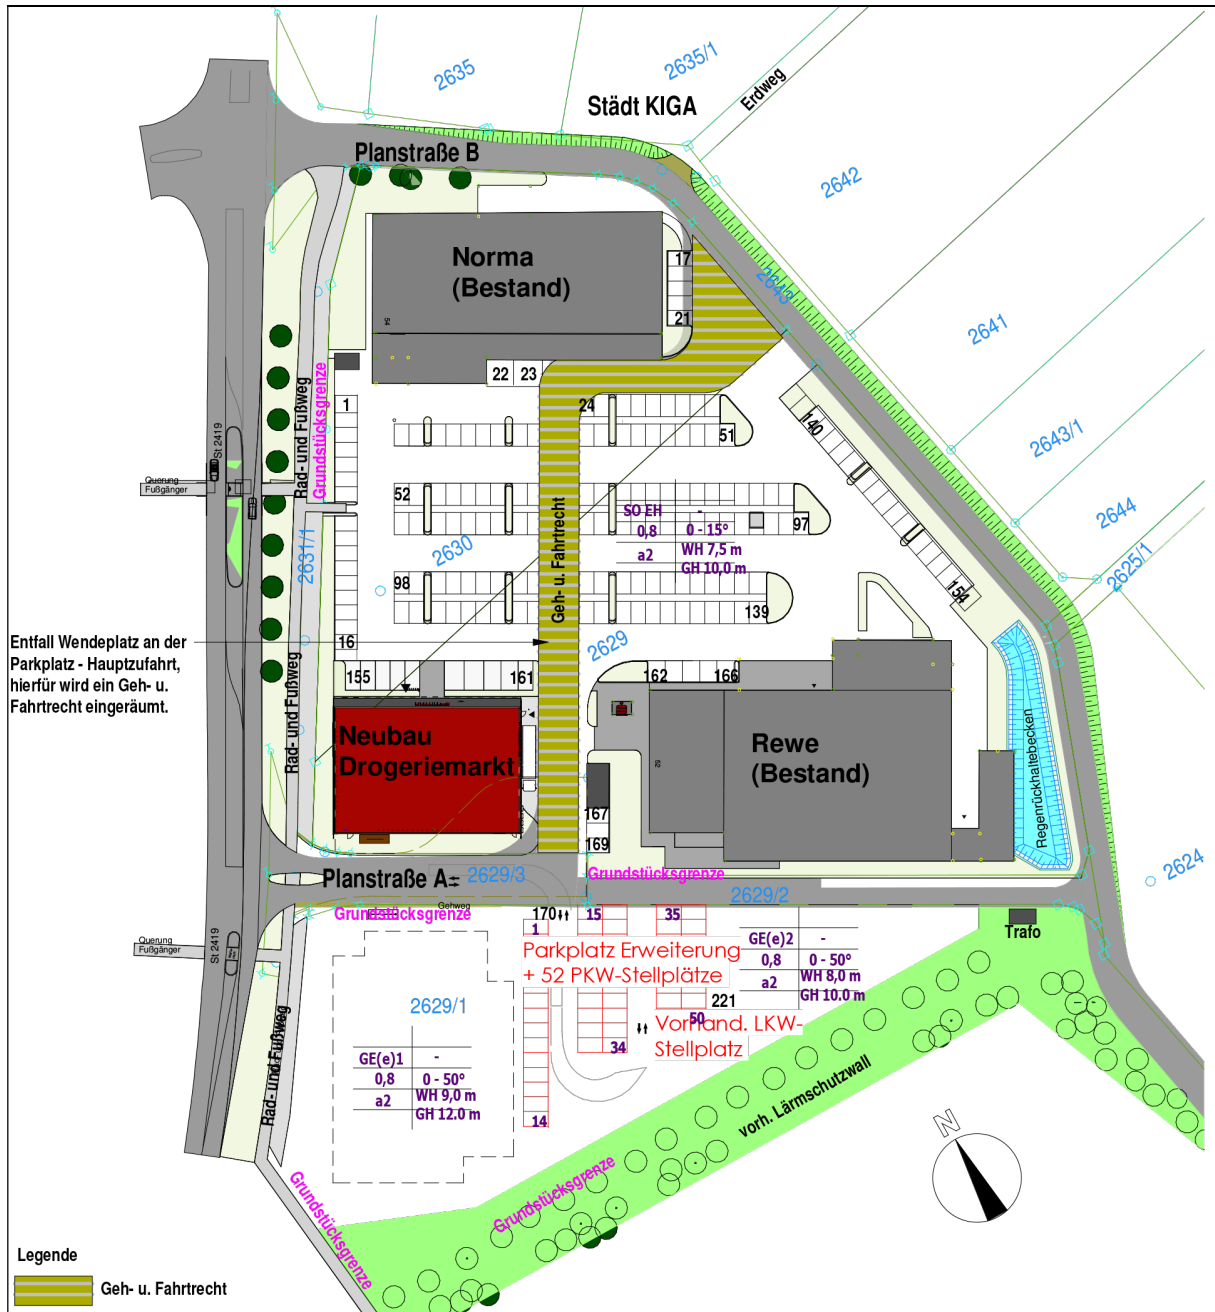 2635
2635/1
Städt KIGA
Erdweg
Planstraße B
2642
Norma
(Bestand)
17
2643
21
54
2641
22
23
Rad- und Fußweg
Grundstücksgrenze
1
24
51
140
2643/1
St 2419
Querung
Fußgänger
52
SO EH
-
0,8
0 - 15°
a2
WH 7,5 m
GH 10,0 m
97
2644
2630
Geh- u. Fahrtrecht
2631/1
2625/1
98
139
154
Entfall Wendeplatz an der
Parkplatz - Hauptzufahrt,
hierfür wird ein Geh- u.
Fahrtrecht eingeräumt.
16
2629
155
161
162
166
Rad- und Fußweg
Neubau
Drogeriemarkt
Rewe
(Bestand)
52
Regenrückhaltebecken
167
169
Planstraße A
2629/3
Grundstücksgrenze
2629/2
2624
Gehweg
Grundstücksgrenze
170
15
35
1
Trafo
Querung
Fußgänger
St 2419
Parkplatz Erweiterung
+ 52 PKW-Stellplätze
GE(e)2
-
0,8
0 - 50°
a2
WH 8,0 m
GH 10.0 m
221
2629/1
50
Vorhand. LKW-
Stellplatz
34
GE(e)1
-
0,8
0 - 50°
a2
WH 9,0 m
GH 12.0 m
14
Rad- und Fußweg
vorh. Lärmschutzwall
N
Grundstücksgrenze
Grundstücksgrenze
Legende
Geh- u. Fahrtrecht